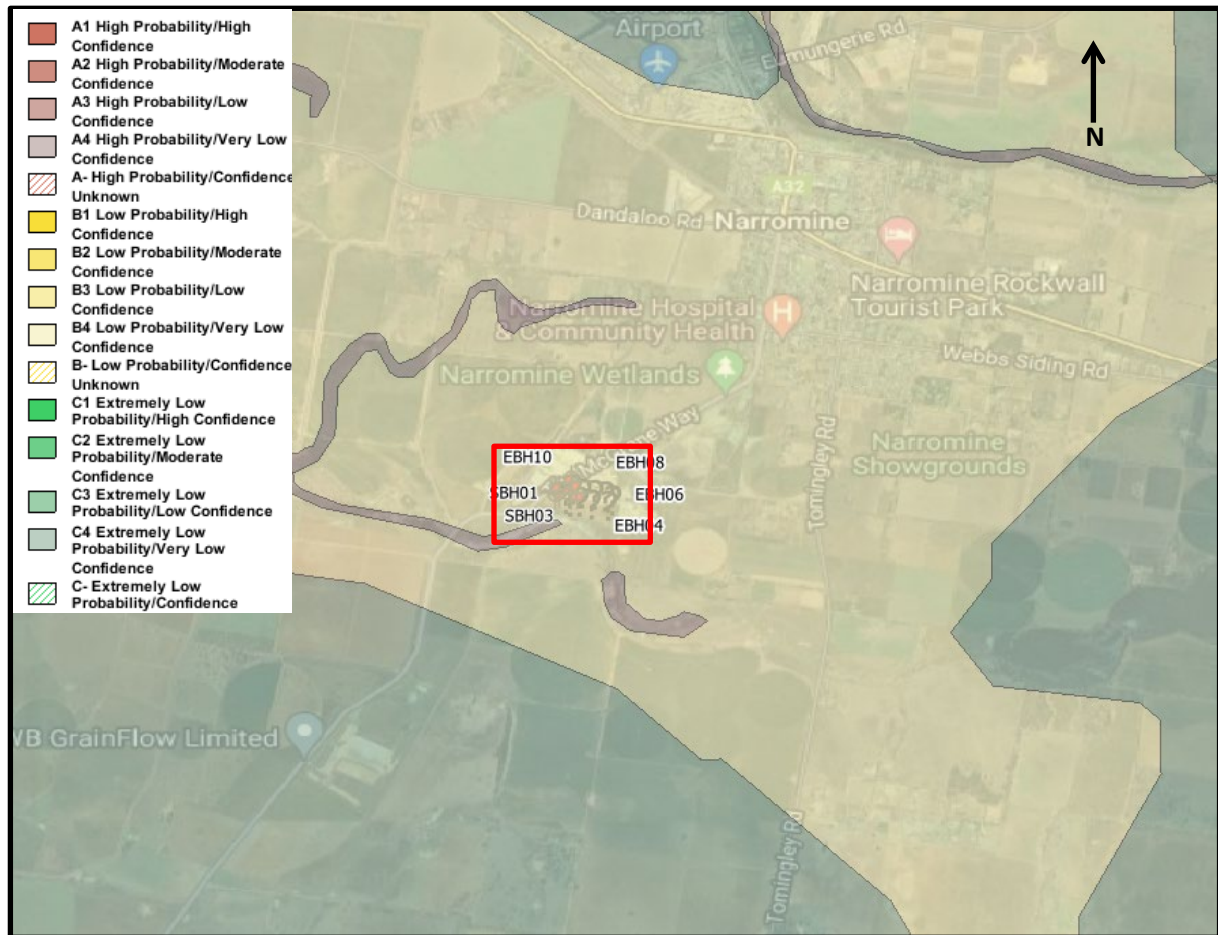 A1 High Probability/High
Confidence
A2 High Probability/Moderate
Confidence
A3 High Probability/Low
Confidence
A4 High Probability/Very Low
Confidence
A- High Probability/Confidence
Unknown
B1 Low Probability/High
Confidence
B2 Low Probability/Moderate
Confidence
B3 Low Probability/Low
Confidence
B4 Low Probability/Very Low
Confidence
B- Low Probability/Confidence
Unknown
C1 Extremely Low
Probability/High Confidence
C2 Extremely Low
Probability/Moderate
Confidence
C3 Extremely Low
Probability/Low Confidence
C4 Extremely Low
Probability/Very Low
Confidence
C- Extremely Low
Probability/Confidence
Airport
Eumungerie Rd
N
A32
Dandaloo Rd
Narromine
Narromine Rockwall
Tourist Park
Narromine Hospital
& Community Health
H
Webbs Siding Rd
Narromine Wetlands
McGrane Way
Tomingley Rd
Narromine
Showgrounds
EBH10
EBH08
SBH01
EBH06
SBH03
EBH04
WB GrainFlow Limited
Tomingley Rd